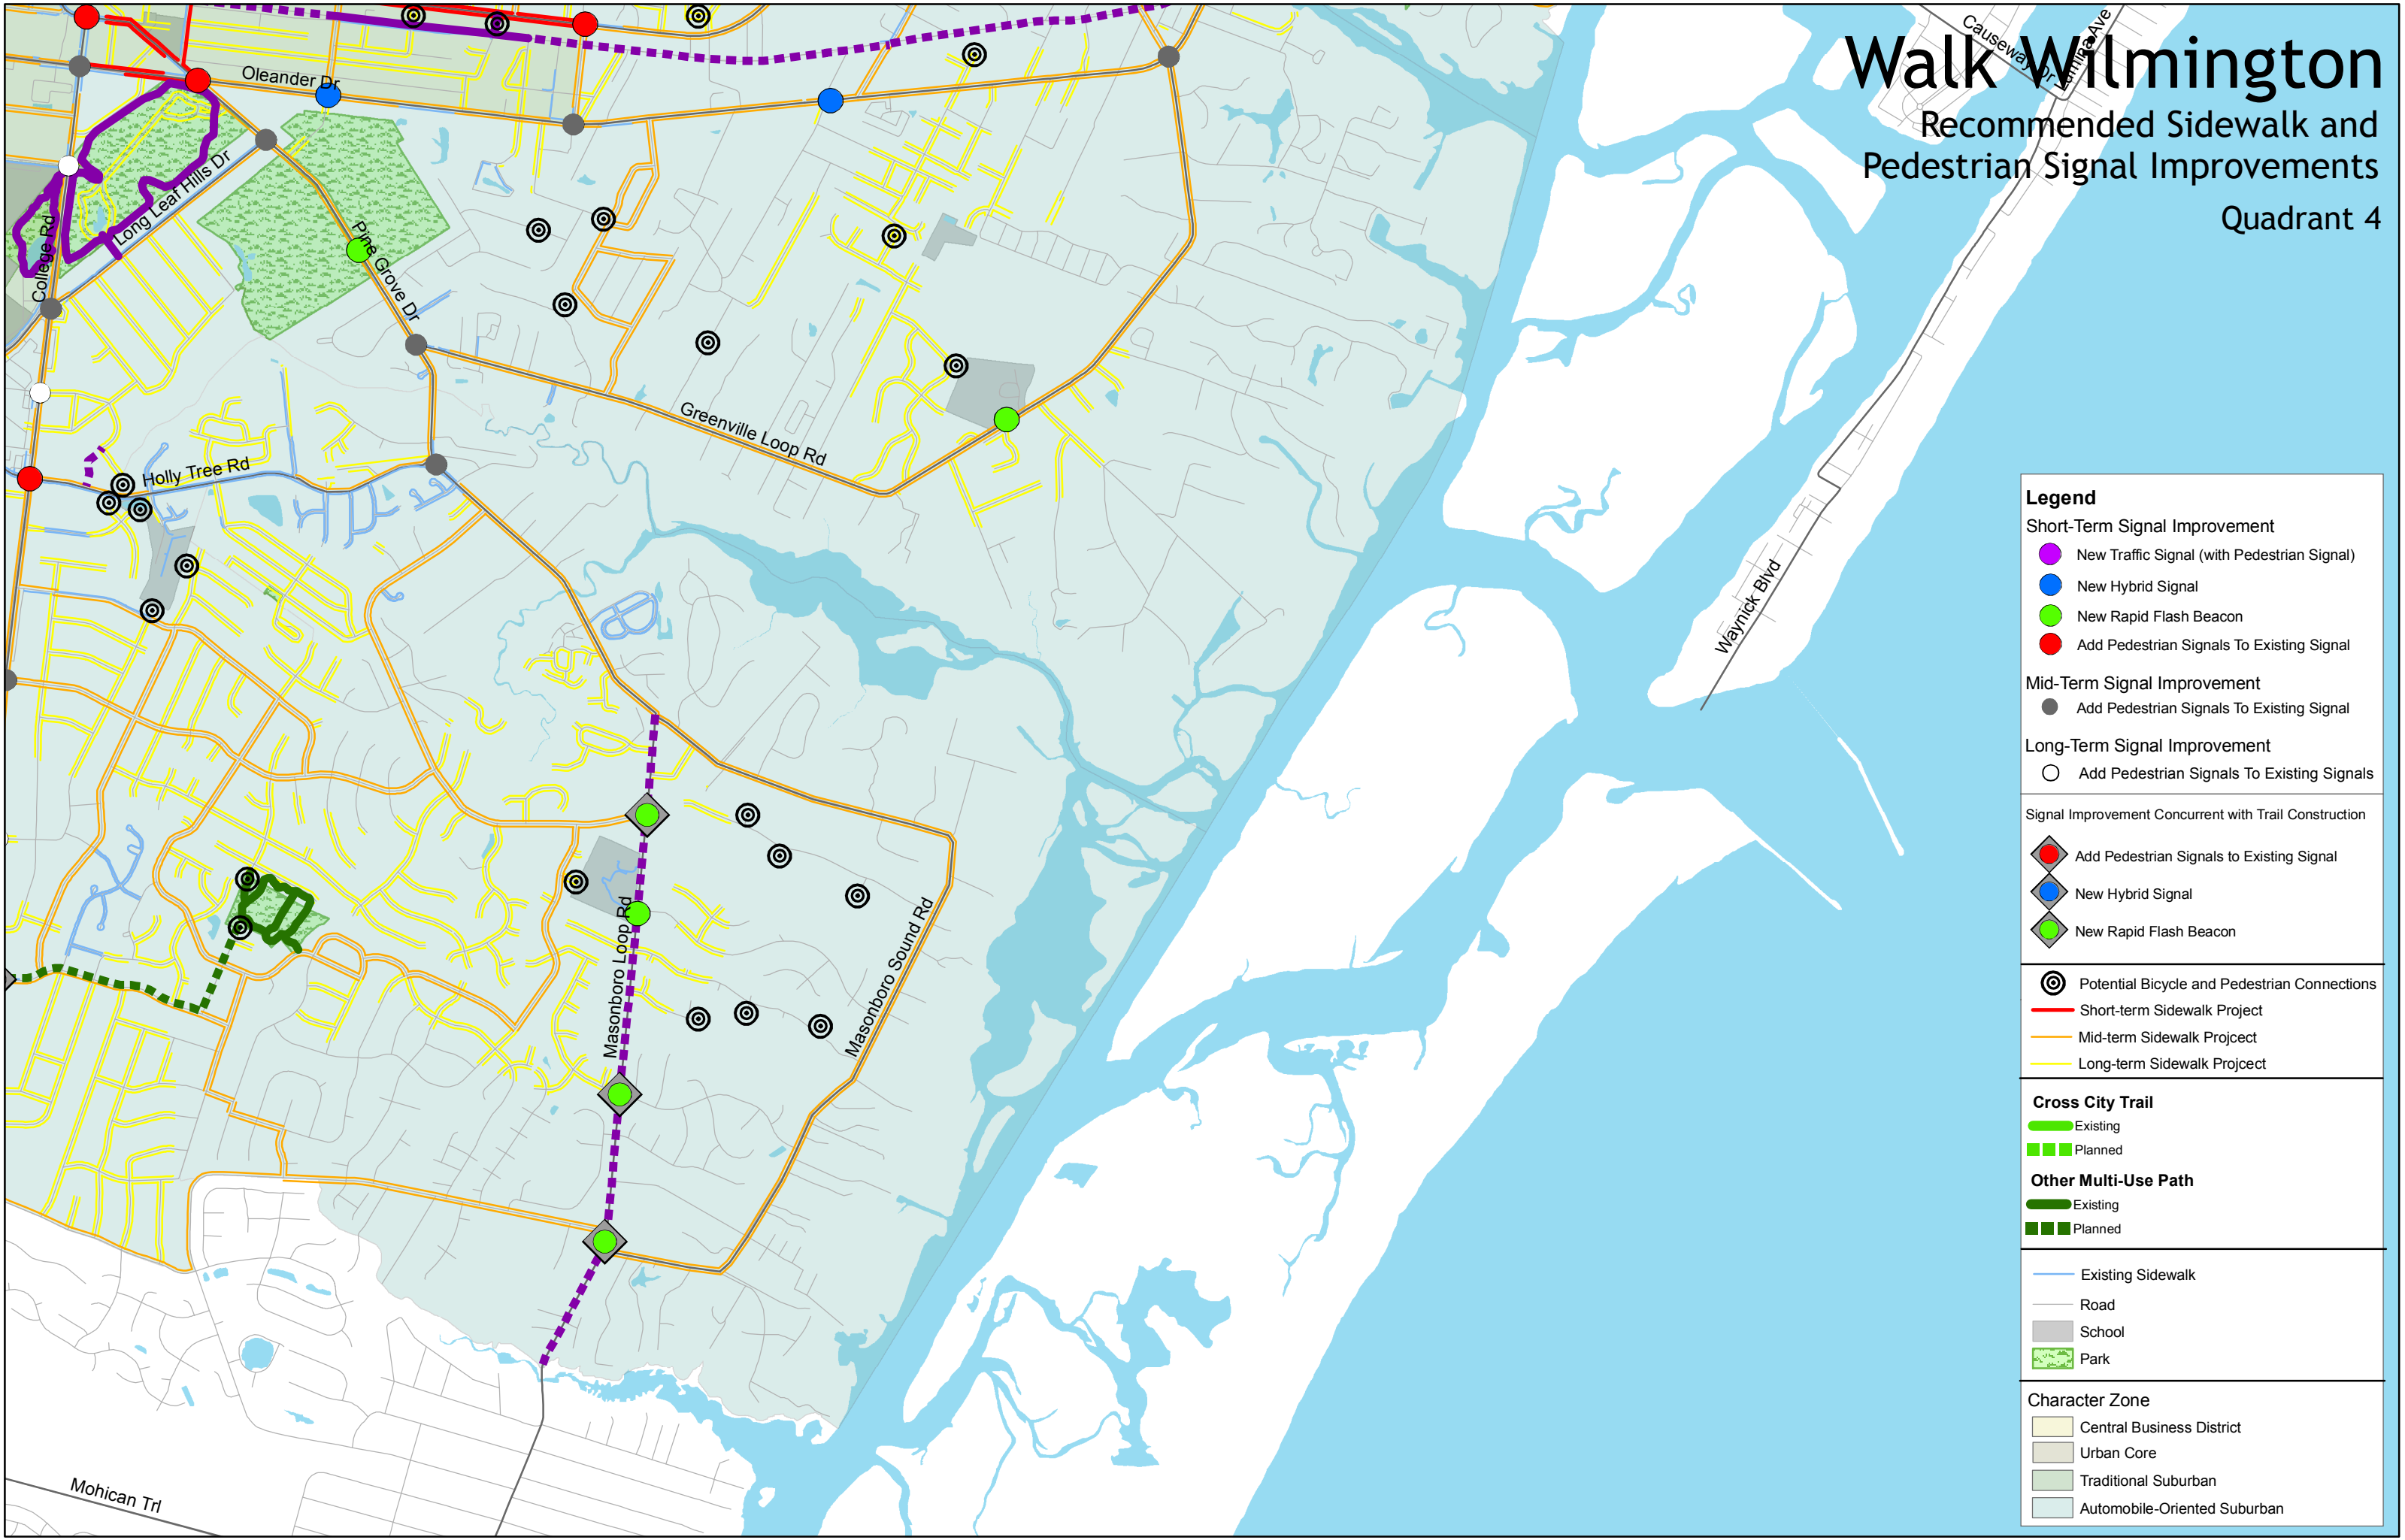 Walk Wilmington
Recommended Sidewalk and
Pedestrian Signal Improvements
Quadrant 4
Causeway Dr
Lumina Ave
Oleander Dr
Long Leaf Hills Dr
College Rd
Pine Grove Dr
Greenville Loop Rd
Holly Tree Rd
Waynick Blvd
Masonboro Loop Rd
Masonboro Sound Rd
Mohican Trl
Legend
Short-Term Signal Improvement
New Traffic Signal (with Pedestrian Signal)
New Hybrid Signal
New Rapid Flash Beacon
Add Pedestrian Signals To Existing Signal
Mid-Term Signal Improvement
Add Pedestrian Signals To Existing Signal
Long-Term Signal Improvement
Add Pedestrian Signals To Existing Signals
Signal Improvement Concurrent with Trail Construction
Add Pedestrian Signals to Existing Signal
New Hybrid Signal
New Rapid Flash Beacon
Potential Bicycle and Pedestrian Connections
Short-term Sidewalk Project
Mid-term Sidewalk Projcect
Long-term Sidewalk Projcect
Cross City Trail
Existing
Planned
Other Multi-Use Path
Existing
Planned
Existing Sidewalk
Road
School
Park
Character Zone
Central Business District
Urban Core
Traditional Suburban
Automobile-Oriented Suburban